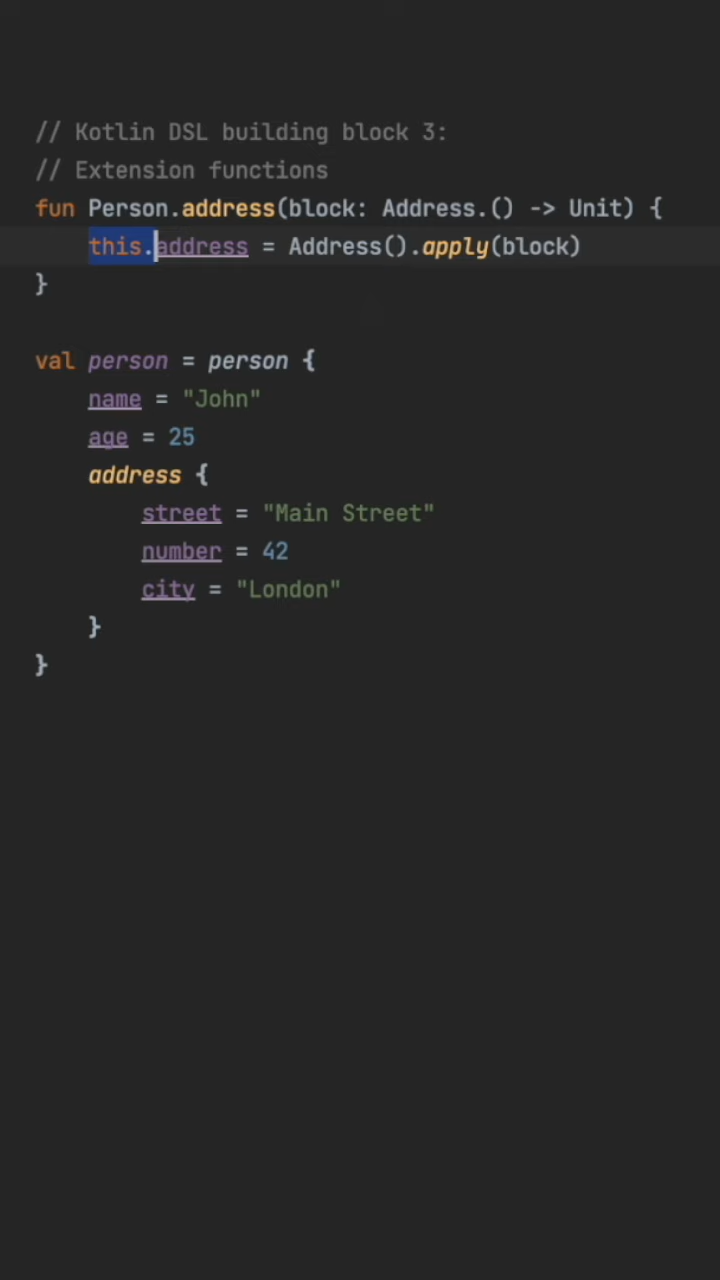 // Kotlin DSL building block 3:
// Extension functions
fun Person.address(block: Address.() -> Unit) {
    this.address = Address().apply(block)
}

val person = person {
    name = "John"
    age = 25
    address {
        street = "Main Street"
        number = 42
        city = "London"
    }
}